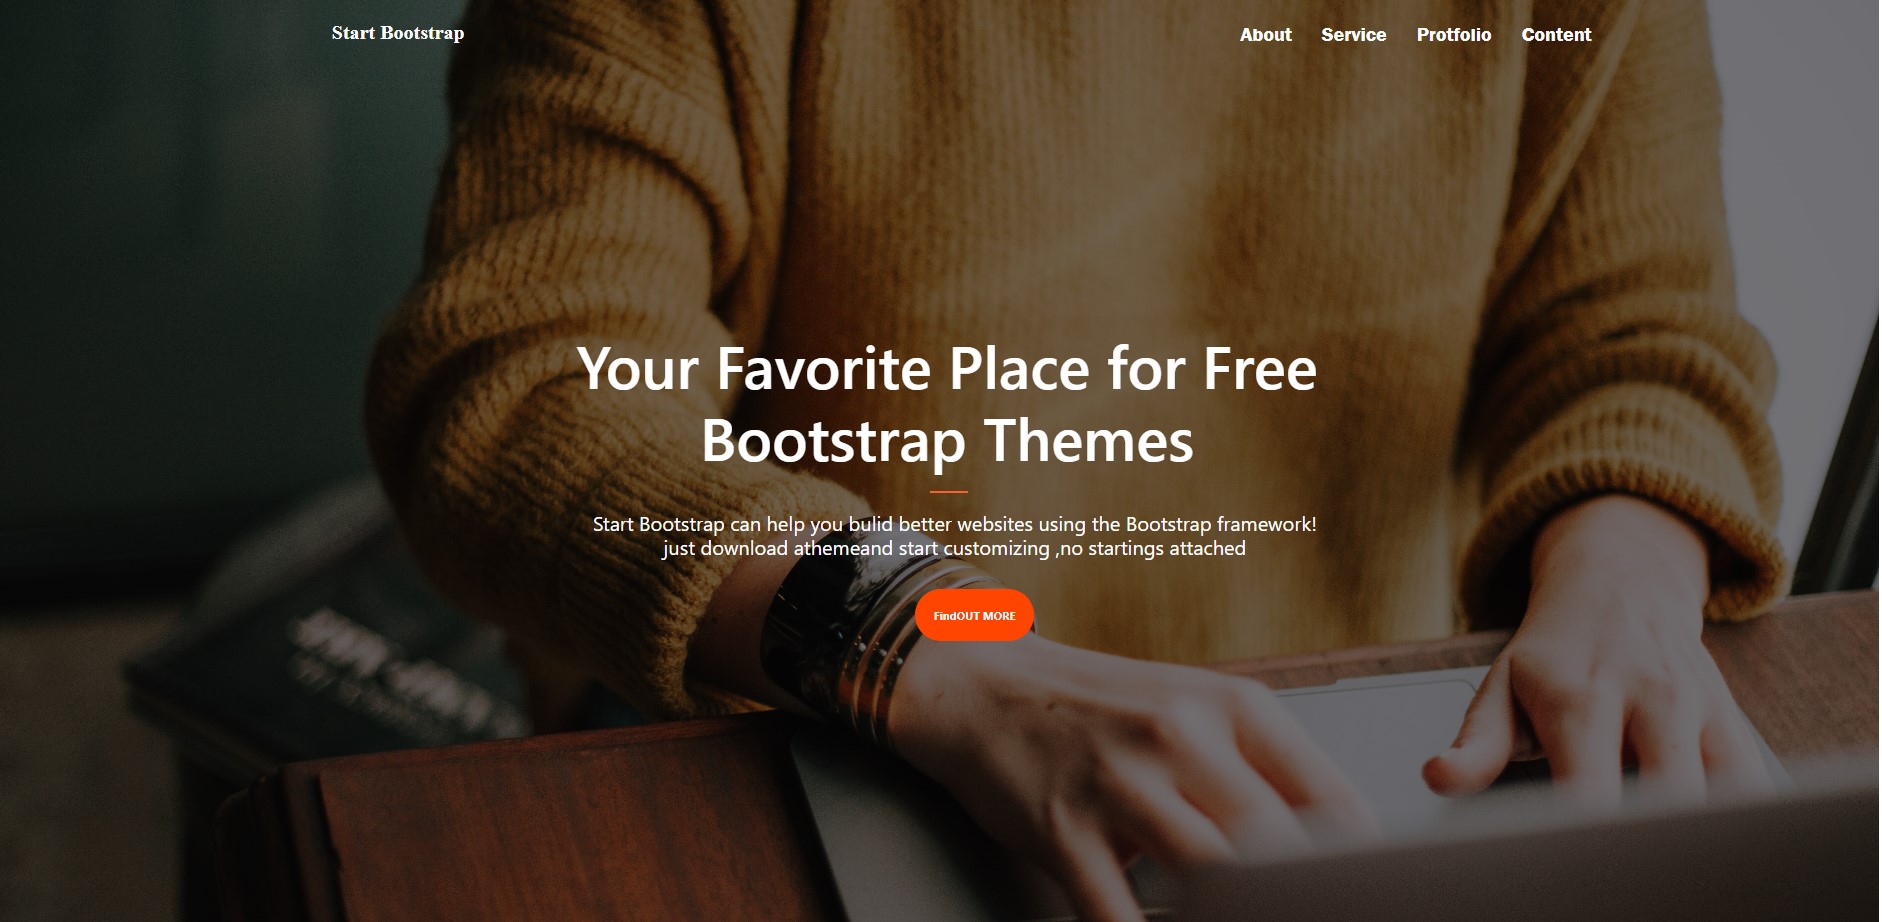 Start Bootstrap
About Service Protfolio Content
Your Favorite Place for Free
Bootstrap Themes
Start Bootstrap can help you bulid better websites using the Bootstrap framework!
just download athemeand start customizing ,no startings attached
FindOUT MORE